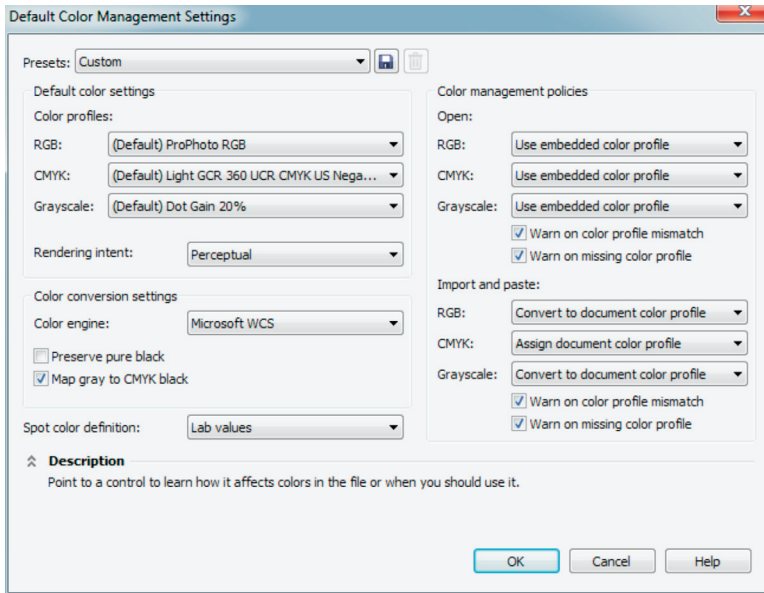 Default Color Management Settings
Presets: Custom
Default color settings
Color profiles:
RGB: (Default) ProPhoto RGB
CMYK: (Default) Light GCR 360 UCR CMYK US Nega...
Grayscale: (Default) Dot Gain 20%
Rendering intent: Perceptual
Color conversion settings
Color engine: Microsoft WCS
Preserve pure black
Map gray to CMYK black
Spot color definition: Lab values
Color management policies
Open:
RGB: Use embedded color profile
CMYK: Use embedded color profile
Grayscale: Use embedded color profile
Warn on color profile mismatch
Warn on missing color profile
Import and paste:
RGB: Convert to document color profile
CMYK: Assign document color profile
Grayscale: Convert to document color profile
Warn on color profile mismatch
Warn on missing color profile
Description
Point to a control to learn how it affects colors in the file or when you should use it.
OK Cancel Help